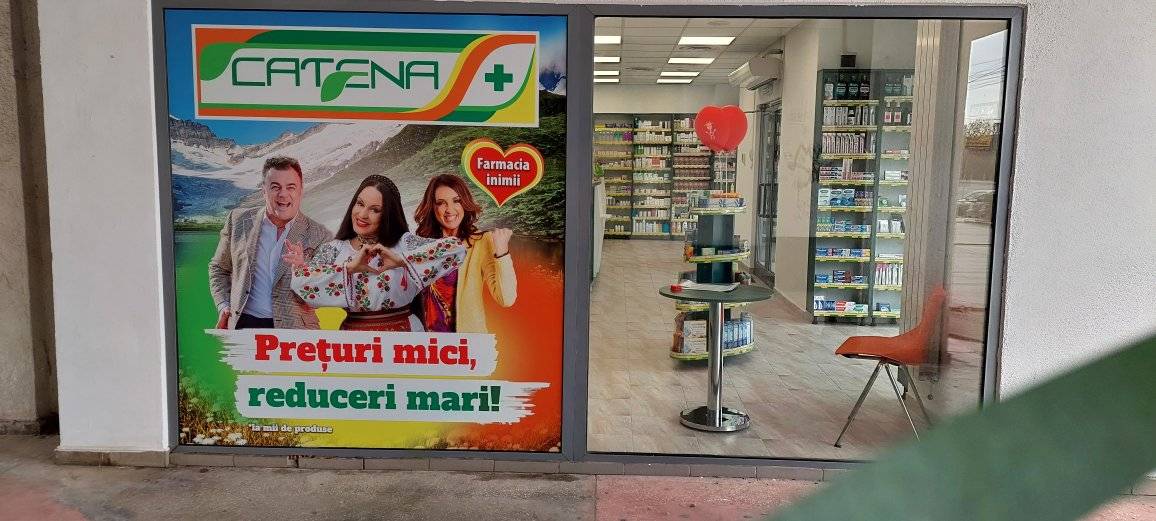 CATENA
Farmacia
inimii
Prețuri mici,
reduceri mari!
*la mii de produse